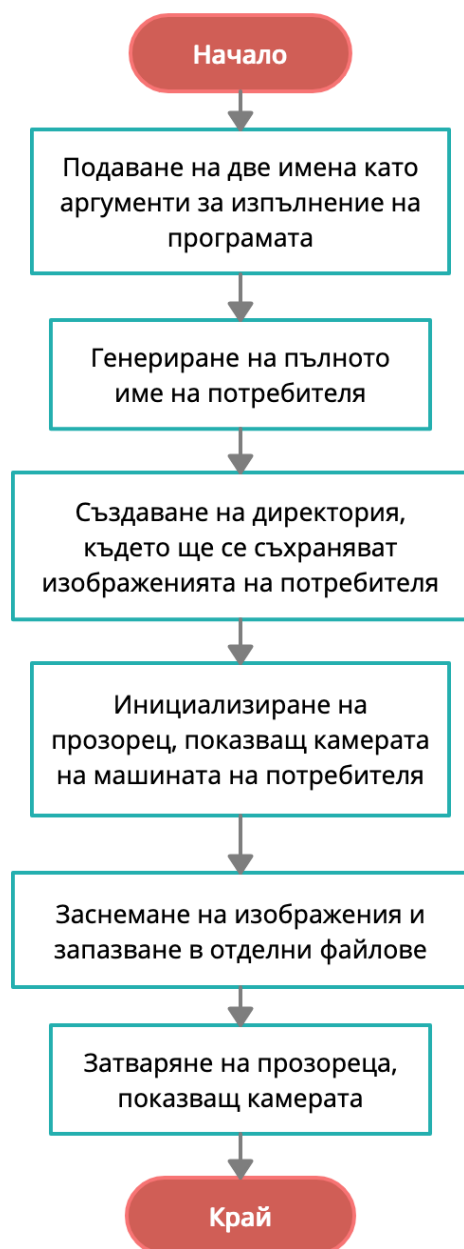 Начало
Подаване на две имена като
аргументи за изпълнение на
програмата
Генериране на пълното
име на потребителя
Създаване на директория,
където ще се съхраняват
изображенията на потребителя
Инициализиране на
прозорец, показващ камерата
на машината на потребителя
Заснемане на изображения и
запазване в отделни файлове
Затваряне на прозореца,
показващ камерата
Край